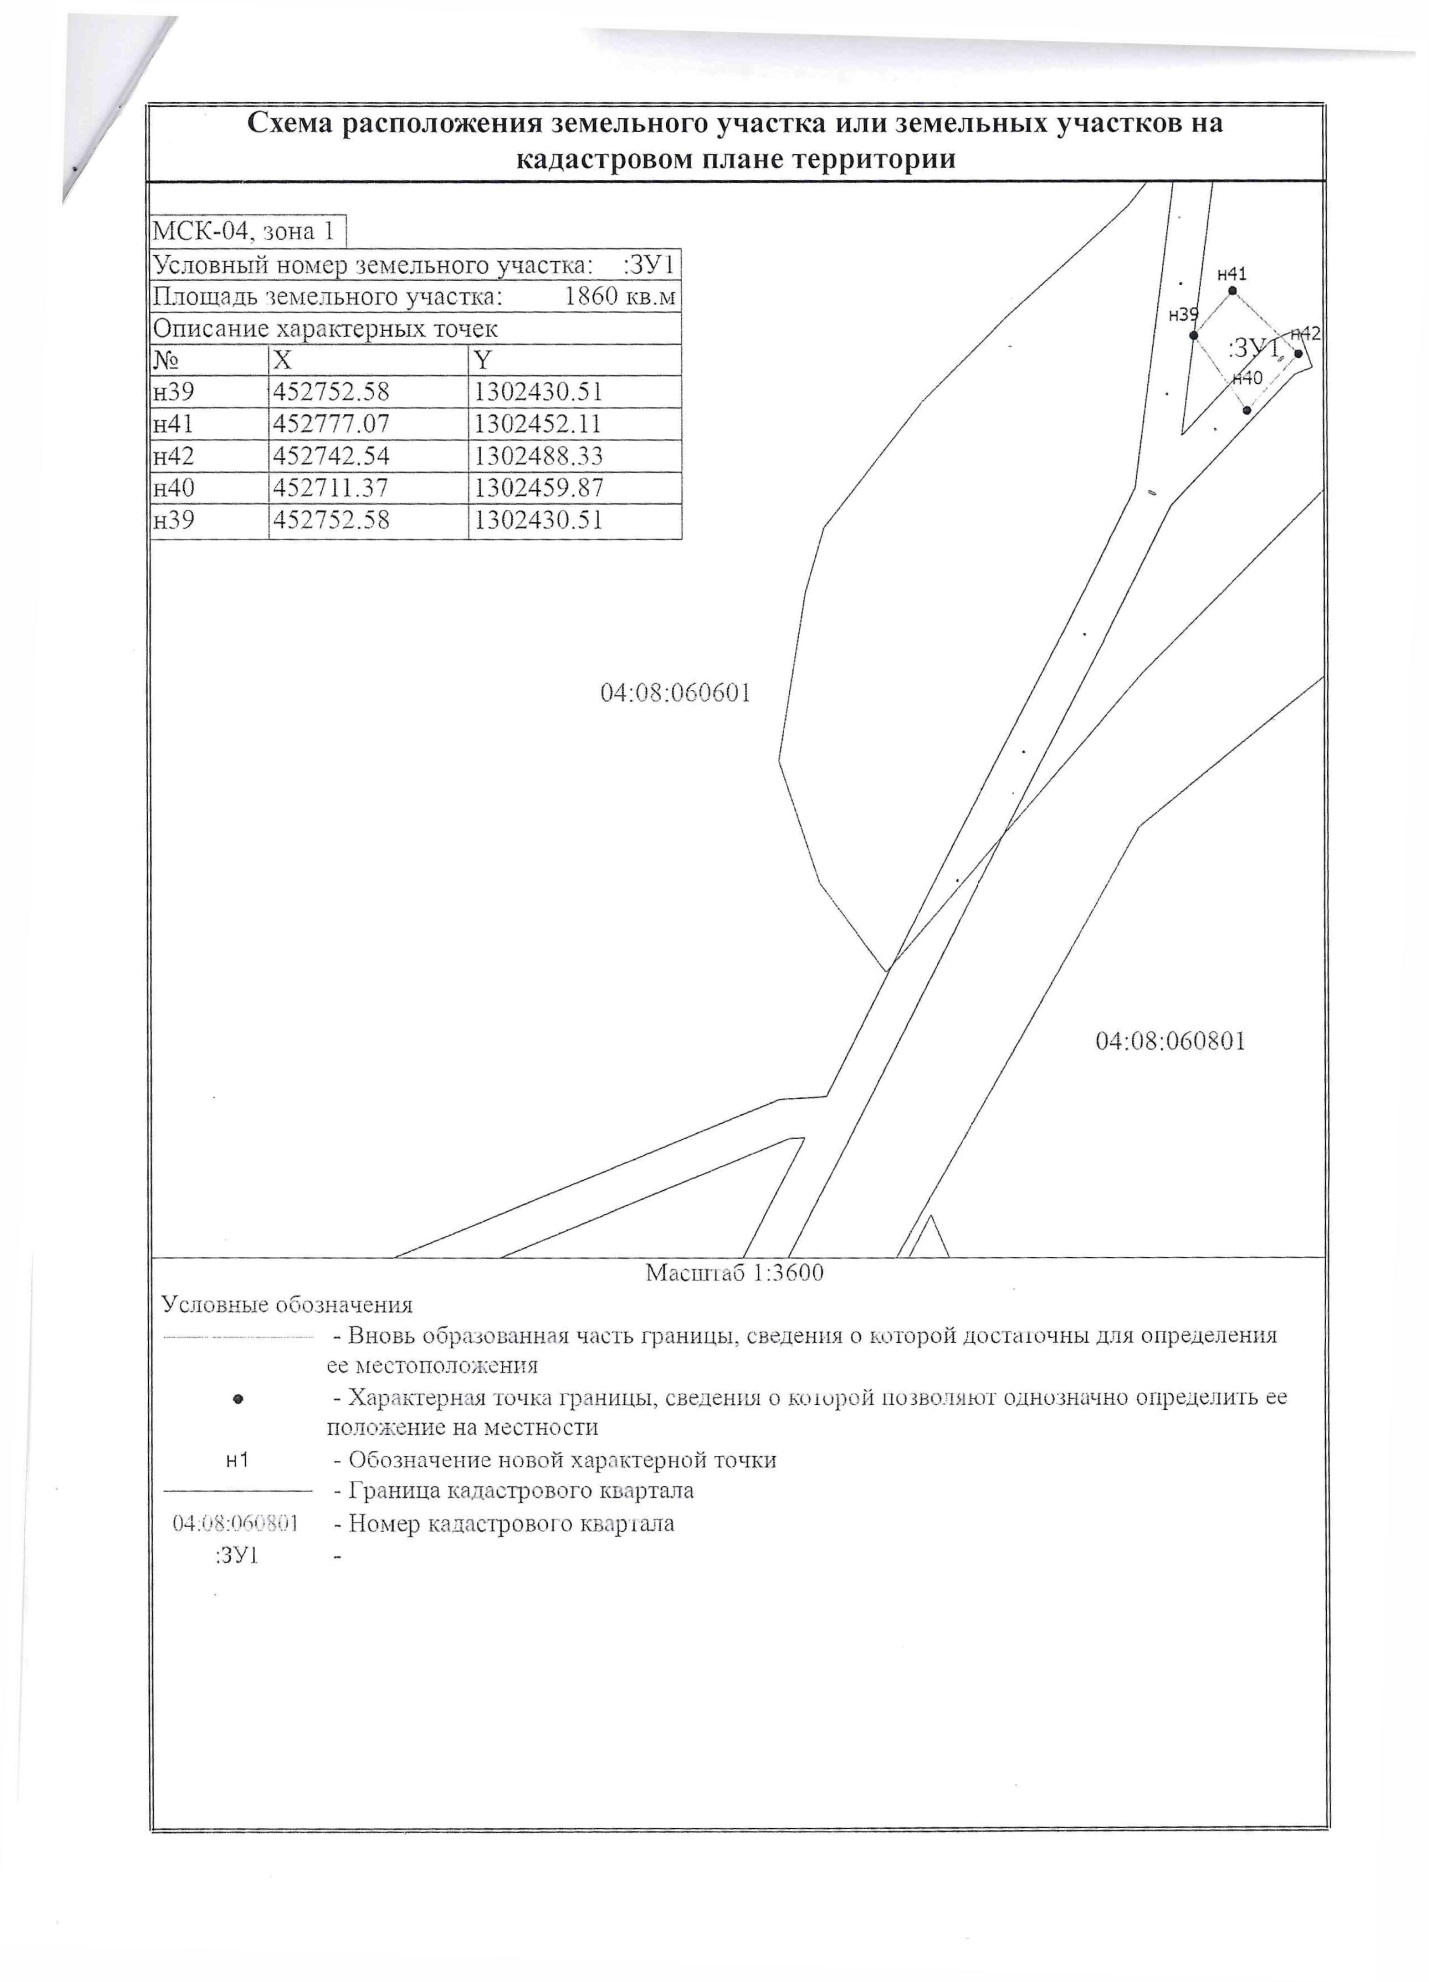 Схема расположения земельного участка или земельных участков на
кадастровом плане территории
МСК-04, зона 1
Условный номер земельного участка: :ЗУ1
Площадь земельного участка: 1860 кв.м
Описание характерных точек
№ X Y
н39 452752.58 1302430.51
н41 452777.07 1302452.11
н42 452742.54 1302488.33
н40 452711.37 1302459.87
н39 452752.58 1302430.51
н41
н39
н42
:ЗУ1
н40
04:08:060601
04:08:060801
Масштаб 1:3600
Условные обозначения
- Вновь образованная часть границы, сведения о которой достаточны для определения
ее местоположения
- Характерная точка границы, сведения о которой позволяют однозначно определить ее
положение на местности
н1 - Обозначение новой характерной точки
- Граница кадастрового квартала
04:08:060801 - Номер кадастрового квартала
:ЗУ1 -